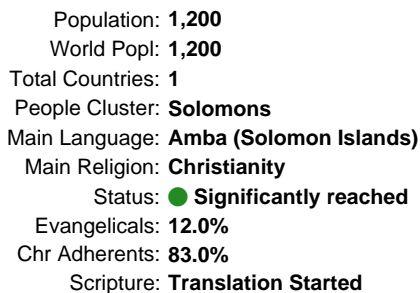 Population: 1,200
World Popl: 1,200
Total Countries: 1
People Cluster: Solomons
Main Language: Amba (Solomon Islands)
Main Religion: Christianity
Status: Significantly reached
Evangelicals: 12.0%
Chr Adherents: 83.0%
Scripture: Translation Started